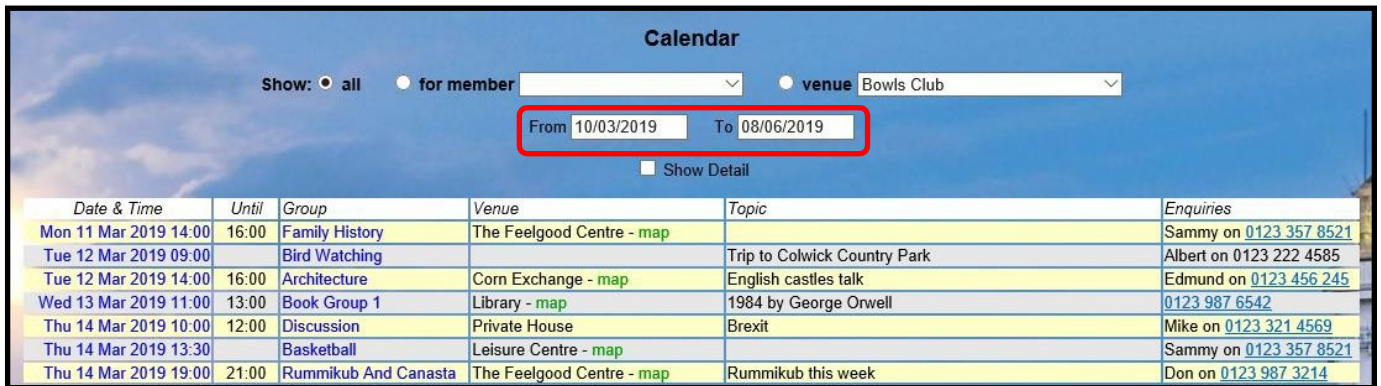 Calendar
Show: all for member venue Bowls Club
From 10/03/2019 To 08/06/2019
Show Detail
Date & Time Until Group Venue Topic Enquiries
Mon 11 Mar 2019 14:00 16:00 Family History The Feelgood Centre - map Sammy on 0123 357 8521
Tue 12 Mar 2019 09:00 Bird Watching Trip to Colwick Country Park Albert on 0123 222 4585
Tue 12 Mar 2019 14:00 16:00 Architecture Corn Exchange - map English castles talk Edmund on 0123 456 245
Wed 13 Mar 2019 11:00 13:00 Book Group 1 Library - map 1984 by George Orwell 0123 987 6542
Thu 14 Mar 2019 10:00 12:00 Discussion Private House Brexit Mike on 0123 321 4569
Thu 14 Mar 2019 13:30 Basketball Leisure Centre - map Sammy on 0123 357 8521
Thu 14 Mar 2019 19:00 21:00 Rummikub And Canasta The Feelgood Centre - map Rummikub this week Don on 0123 987 3214